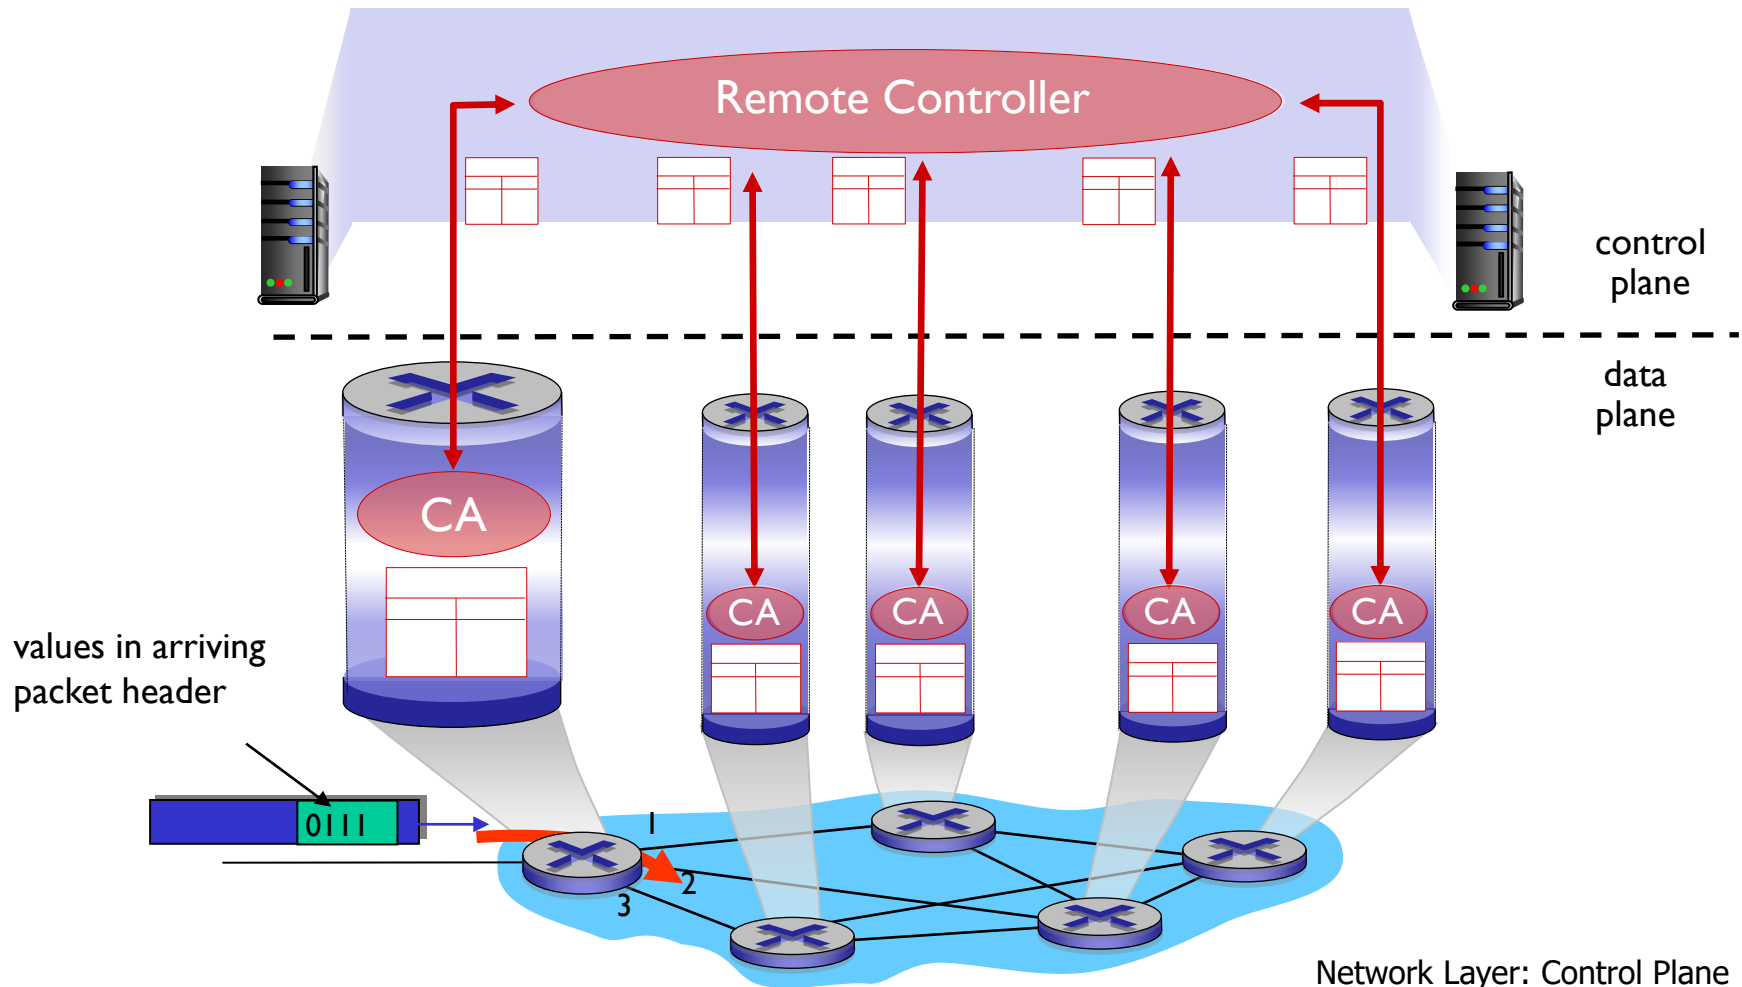 Remote Controller
control
plane
data
plane
CA
CA
CA
CA
CA
values in arriving
packet header
0111
1
2
3
Network Layer: Control Plane